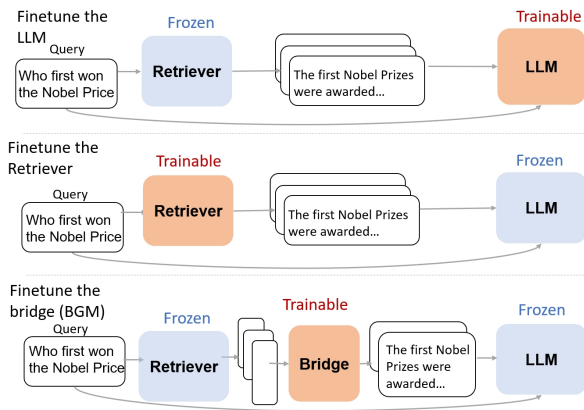 Finetune the
LLM
Frozen
Trainable
Query
Who first won
the Nobel Price
Retriever
The first Nobel Prizes
were awarded...
LLM
Finetune the
Retriever
Trainable
Frozen
Query
Who first won
the Nobel Price
Retriever
The first Nobel Prizes
were awarded...
LLM
Finetune the
bridge (BGM)
Frozen
Trainable
Frozen
Query
Who first won
the Nobel Price
Retriever
Bridge
The first Nobel
Prizes were
awarded...
LLM